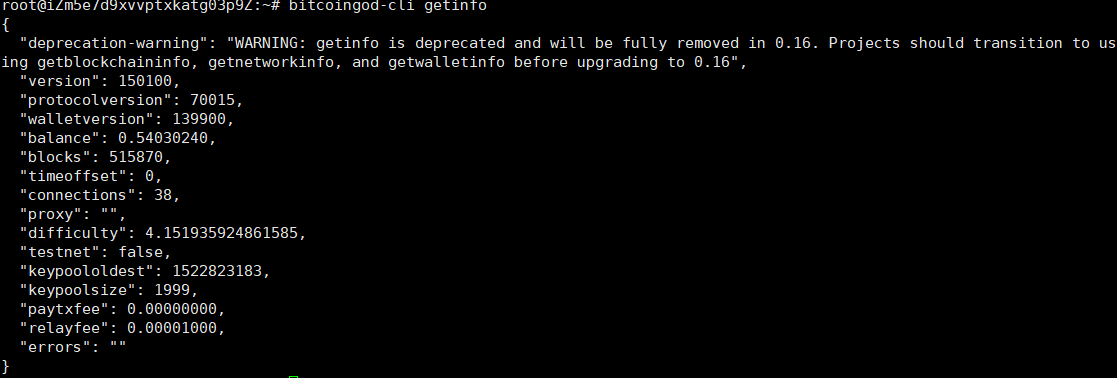 root@iZm5e7d9xvvptxkatg03p9Z:~# bitcoingod-cli getinfo
{
  "deprecation-warning": "WARNING: getinfo is deprecated and will be fully removed in 0.16. Projects should transition to us
ing getblockchaininfo, getnetworkinfo, and getwalletinfo before upgrading to 0.16",
  "version": 150100,
  "protocolversion": 70015,
  "walletversion": 139900,
  "balance": 0.54030240,
  "blocks": 515870,
  "timeoffset": 0,
  "connections": 38,
  "proxy": "",
  "difficulty": 4.151935924861585,
  "testnet": false,
  "keypoololdest": 1522823183,
  "keypoolsize": 1999,
  "paytxfee": 0.00000000,
  "relayfee": 0.00001000,
  "errors": ""
}